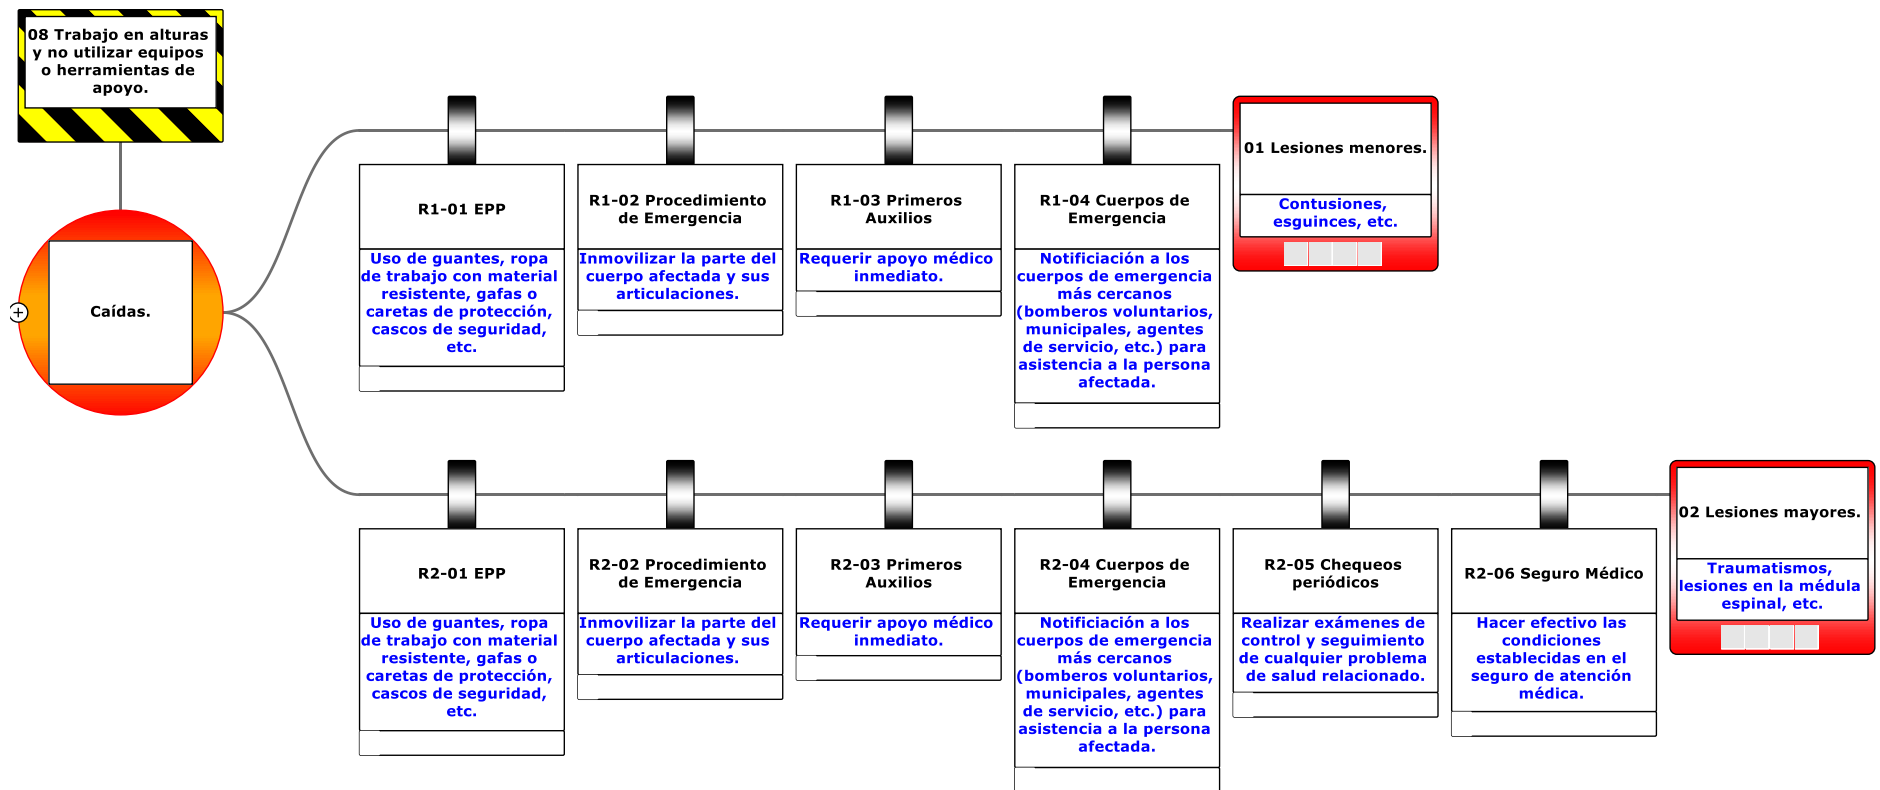 08 Trabajo en alturas
y no utilizar equipos
o herramientas de
apoyo.
Caídas.
R1-01 EPP
Uso de guantes, ropa
de trabajo con material
resistente, gafas o
caretas de protección,
cascos de seguridad,
etc.
R1-02 Procedimiento
de Emergencia
Inmovilizar la parte del
cuerpo afectada y sus
articulaciones.
R1-03 Primeros
Auxilios
Requerir apoyo médico
inmediato.
R1-04 Cuerpos de
Emergencia
Notificiación a los
cuerpos de emergencia
más cercanos
(bomberos voluntarios,
municipales, agentes
de servicio, etc.) para
asistencia a la persona
afectada.
01 Lesiones menores.
Contusiones,
esguinces, etc.
R2-01 EPP
Uso de guantes, ropa
de trabajo con material
resistente, gafas o
caretas de protección,
cascos de seguridad,
etc.
R2-02 Procedimiento
de Emergencia
Inmovilizar la parte del
cuerpo afectada y sus
articulaciones.
R2-03 Primeros
Auxilios
Requerir apoyo médico
inmediato.
R2-04 Cuerpos de
Emergencia
Notificiación a los
cuerpos de emergencia
más cercanos
(bomberos voluntarios,
municipales, agentes
de servicio, etc.) para
asistencia a la persona
afectada.
R2-05 Chequeos
periódicos
Realizar exámenes de
control y seguimiento
de cualquier problema
de salud relacionado.
R2-06 Seguro Médico
Hacer efectivo las
condiciones
establecidas en el
seguro de atención
médica.
02 Lesiones mayores.
Traumatismos,
lesiones en la médula
espinal, etc.